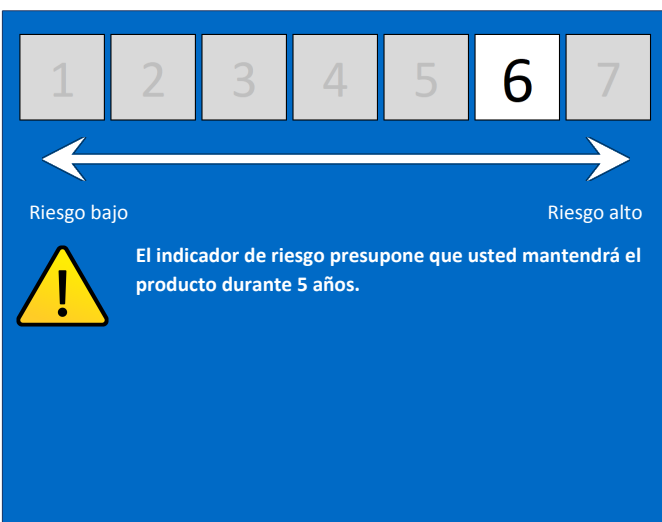 1 2 3 4 5 6 7
Riesgo bajo Riesgo alto
El indicador de riesgo presupone que usted mantendrá el
producto durante 5 años.